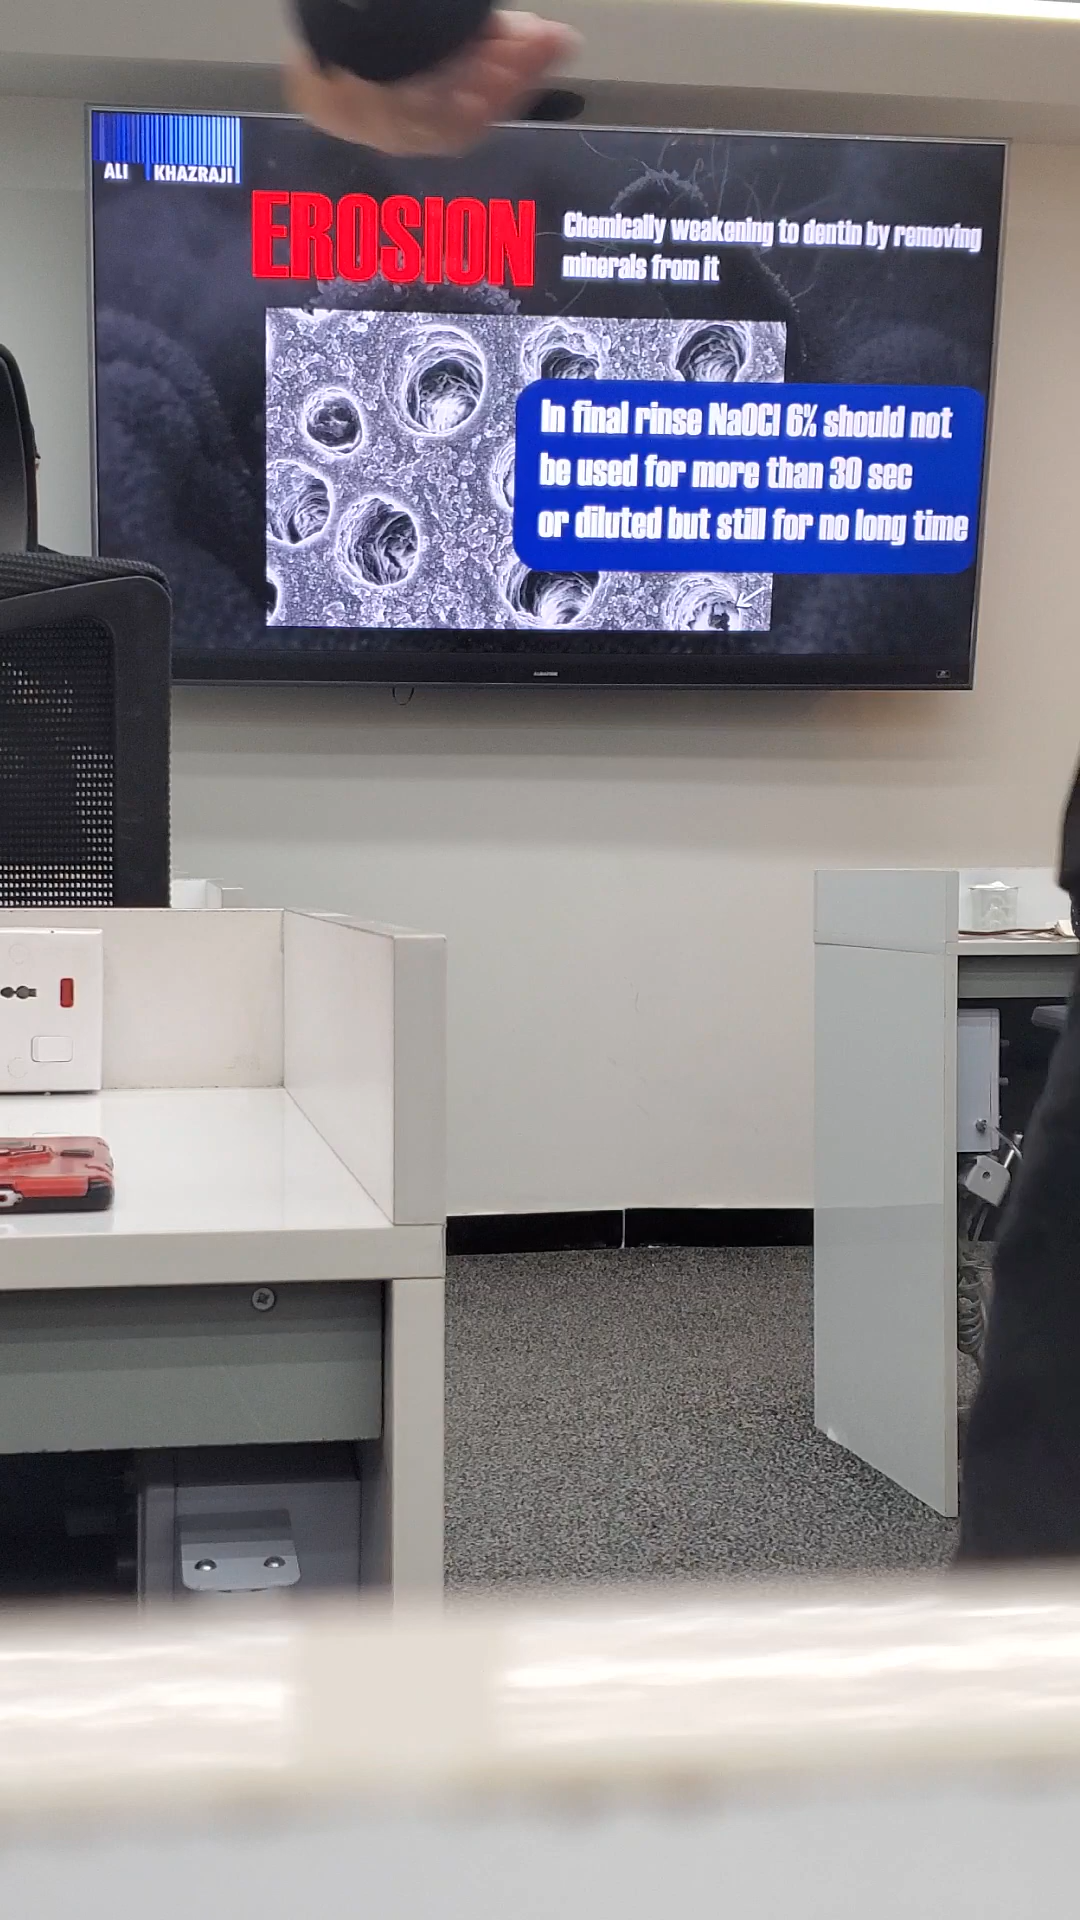 ALI KHAZRAJI
EROSION
Chemically weakening to dentin by removing
minerals from it
In final rinse NaOCl 6% should not
be used for more than 30 sec
or diluted but still for no long time